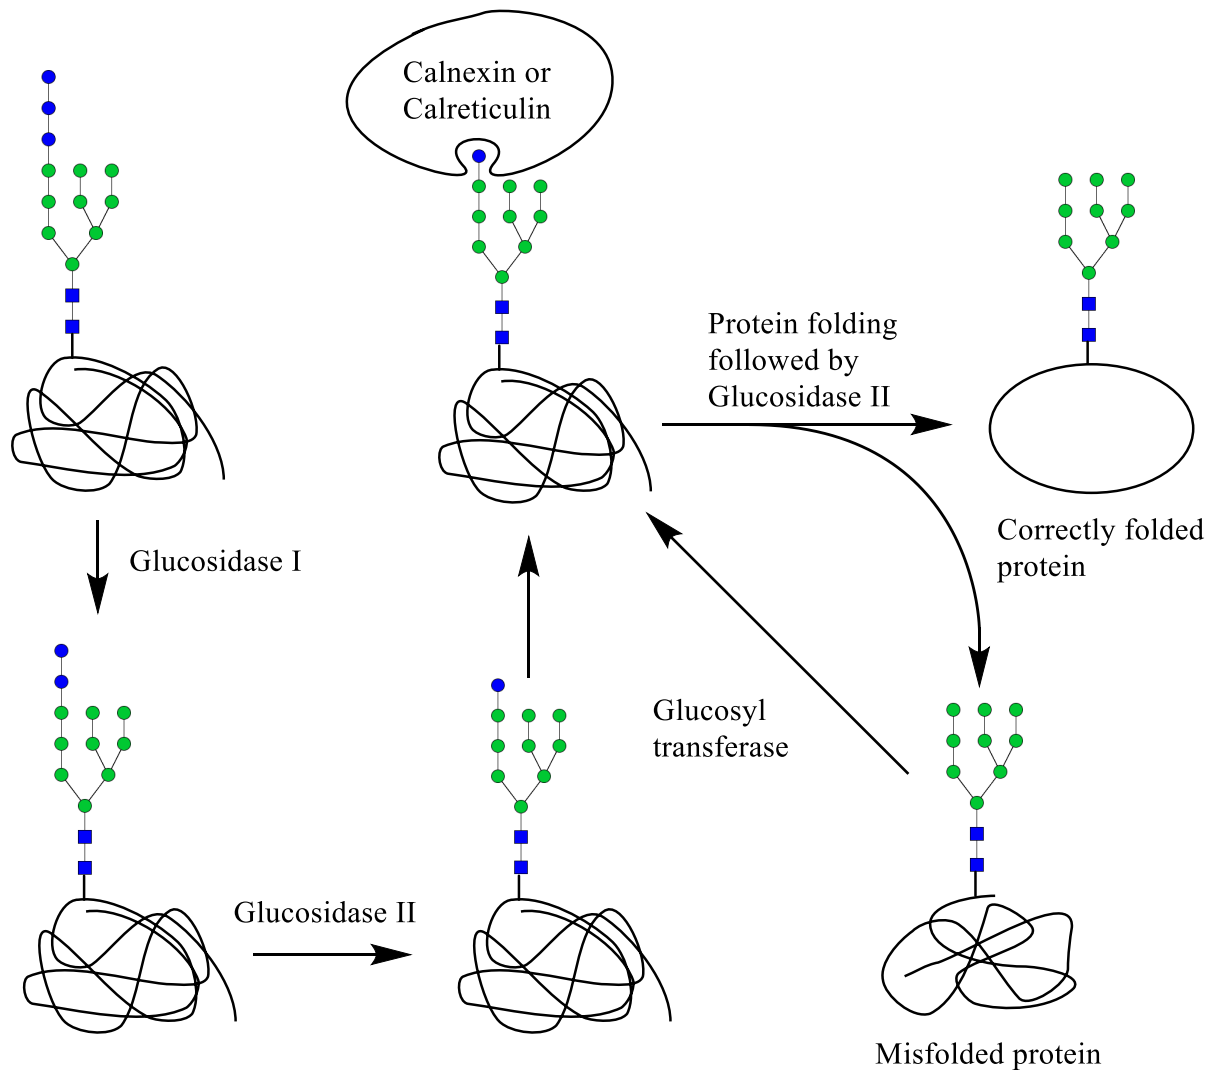 Calnexin or
Calreticulin
Protein folding
followed by
Glucosidase II
Correctly folded
protein
Glucosidase I
Glucosyl
transferase
Glucosidase II
Misfolded protein